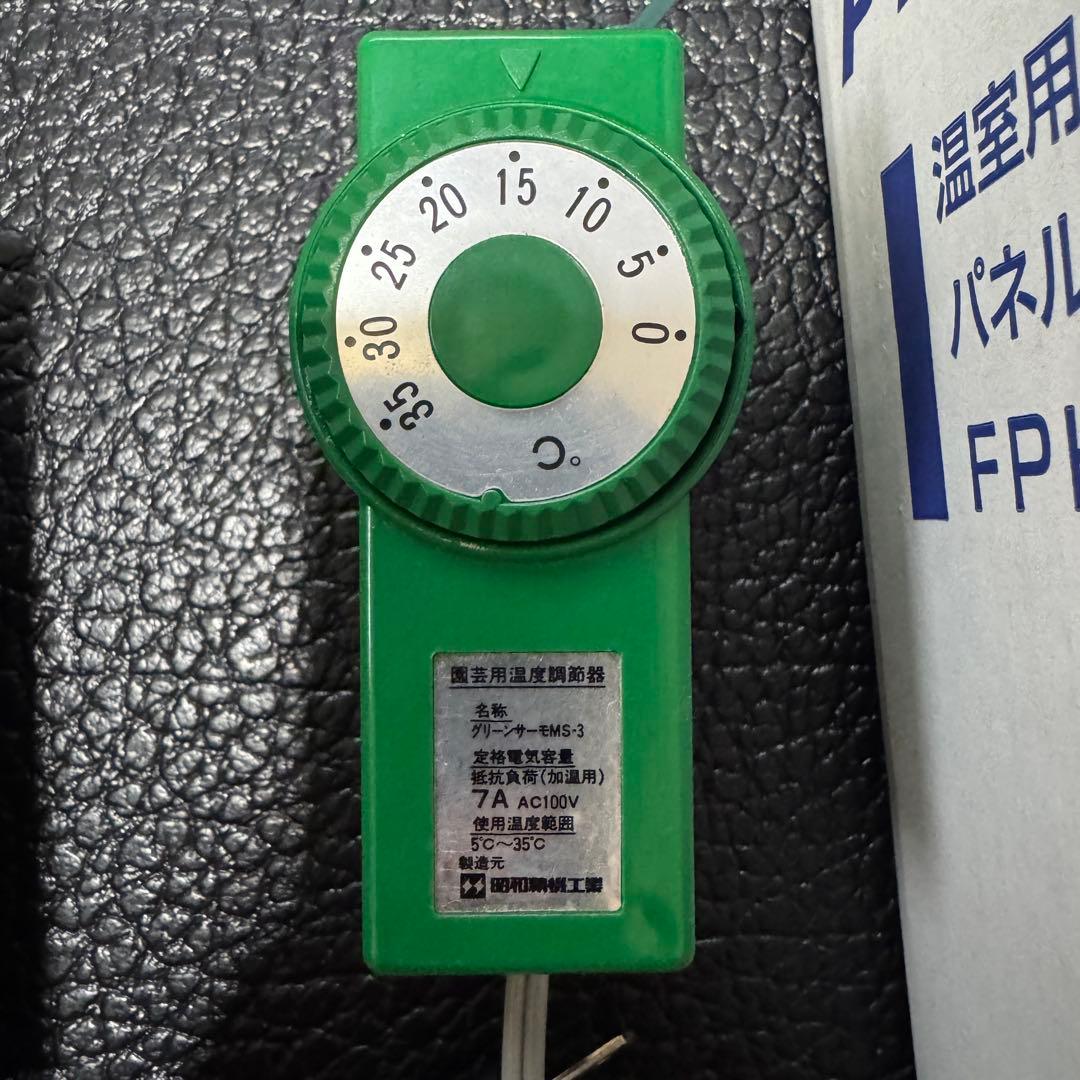 15
20
10
25
5
30
0
35
°C
園芸用温度調節器
名称
グリーンサーモMS-3
定格電気容量
抵抗負荷(加温用)
7A AC100V
使用温度範囲
5℃～35℃
製造元
昭和精機工業
温室用
パネル
FP